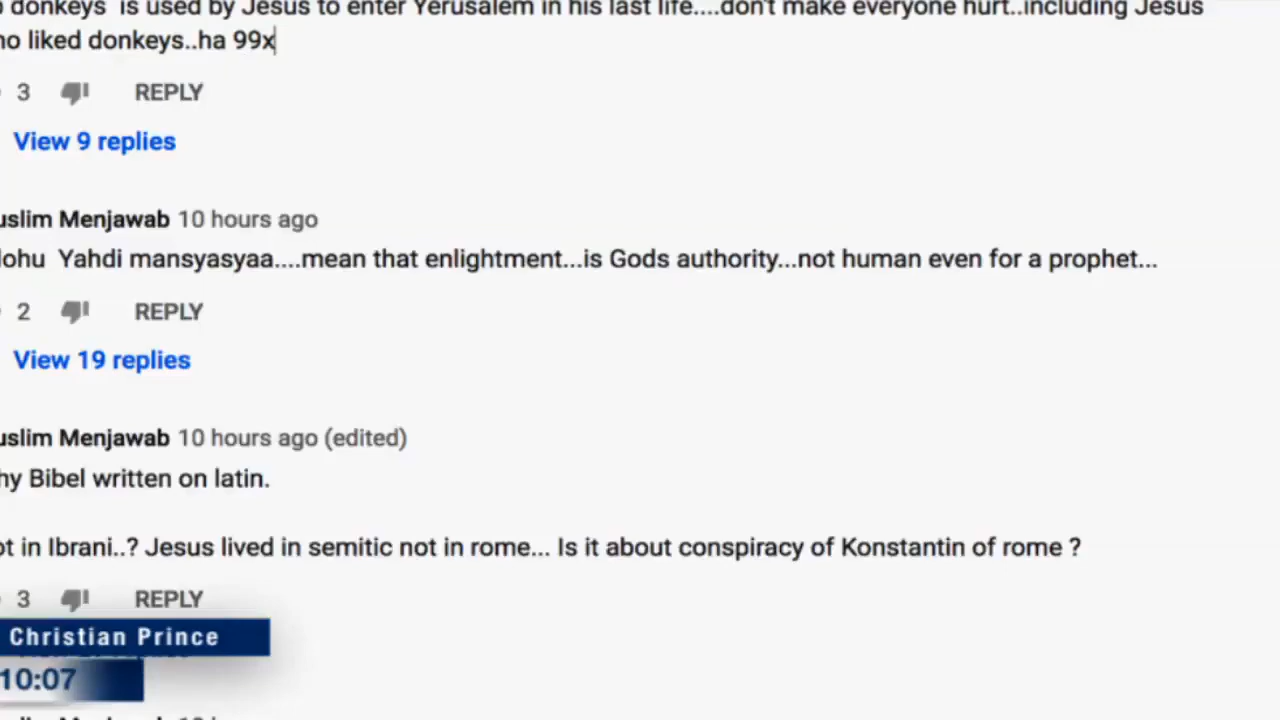 donkeys is used by Jesus to enter Yerusalem in his last life....don't make everyone hurt..including Jesus
liked donkeys..ha 99x
3 REPLY
View 9 replies
uslim Menjawab 10 hours ago
Yahdi mansyasyaa....mean that enlightment...is Gods authority...not human even for a prophet...
2 REPLY
View 19 replies
uslim Menjawab 10 hours ago (edited)
hy Bibel written on latin.
ot in Ibrani..? Jesus lived in semitic not in rome... Is it about conspiracy of Konstantin of rome ?
3 REPLY
Christian Prince
10:07